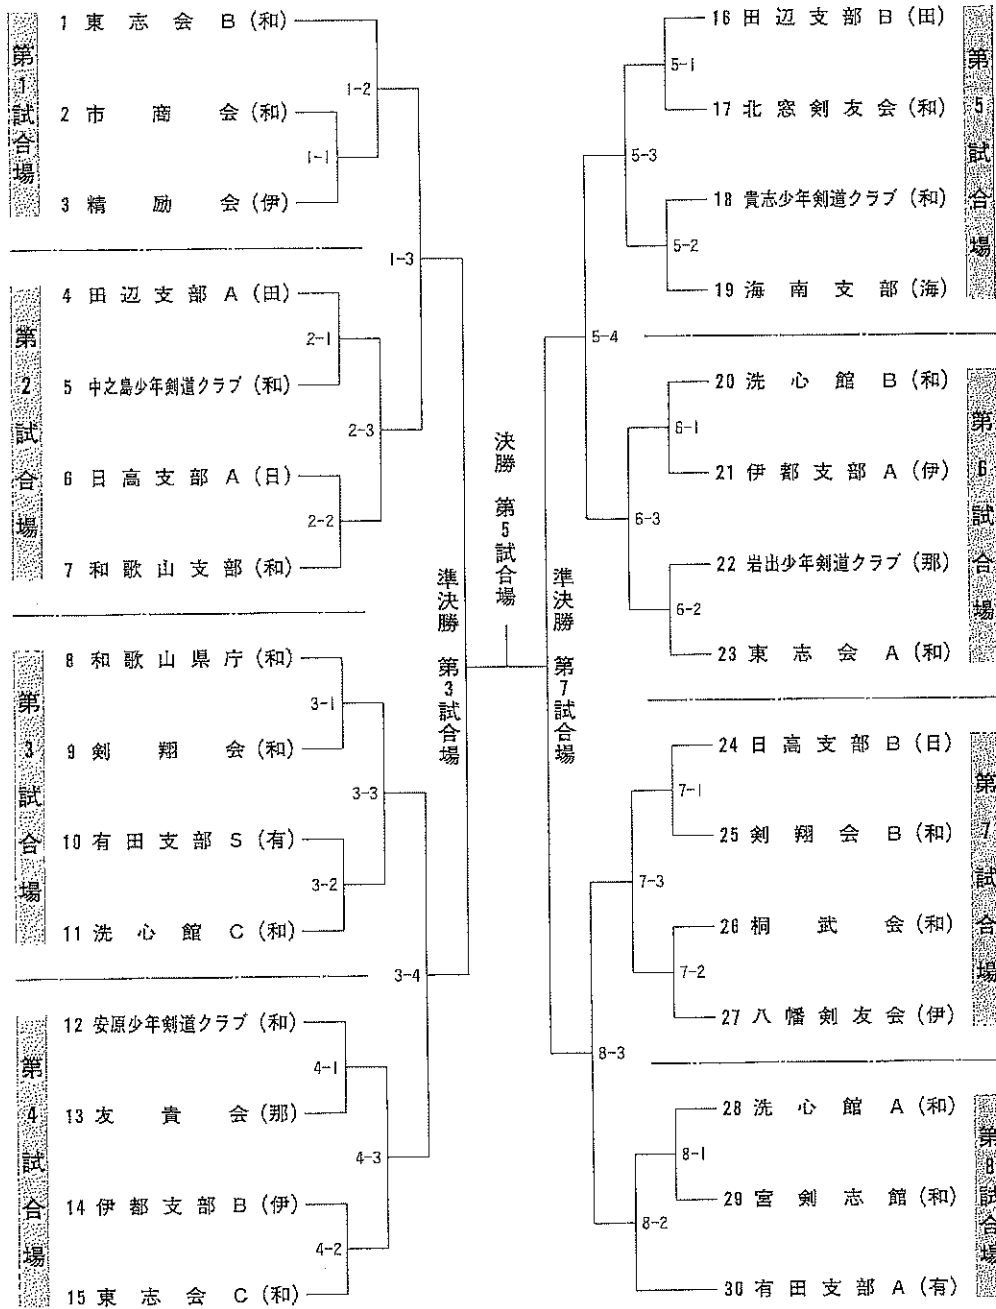 第1試合場
1 東志会B(和)
2 市商会(和)
3 精励会(伊)
1-1
1-2
1-3
第2試合場
4 田辺支部A(田)
5 中之島少年剣道クラブ(和)
6 日高支部A(日)
7 和歌山支部(和)
2-1
2-2
2-3
第3試合場
8 和歌山県庁(和)
9 剣翔会(和)
10 有田支部S(有)
11 洗心館C(和)
3-1
3-2
3-3
3-4
第4試合場
12 安原少年剣道クラブ(和)
13 友貴会(那)
14 伊都支部B(伊)
15 東志会C(和)
4-1
4-2
4-3
準決勝 第3試合場
決勝 第5試合場
準決勝 第7試合場
第5試合場
16 田辺支部B(田)
17 北窓剣友会(和)
18 貴志少年剣道クラブ(和)
19 海南支部(海)
5-1
5-2
5-3
5-4
第6試合場
20 洗心館B(和)
21 伊都支部A(伊)
22 岩出少年剣道クラブ(那)
23 東志会A(和)
6-1
6-2
6-3
第7試合場
24 日高支部B(日)
25 剣翔会B(和)
26 桐武会(和)
27 八幡剣友会(伊)
7-1
7-2
7-3
第8試合場
28 洗心館A(和)
29 宮剣志館(和)
30 有田支部A(有)
8-1
8-2
8-3